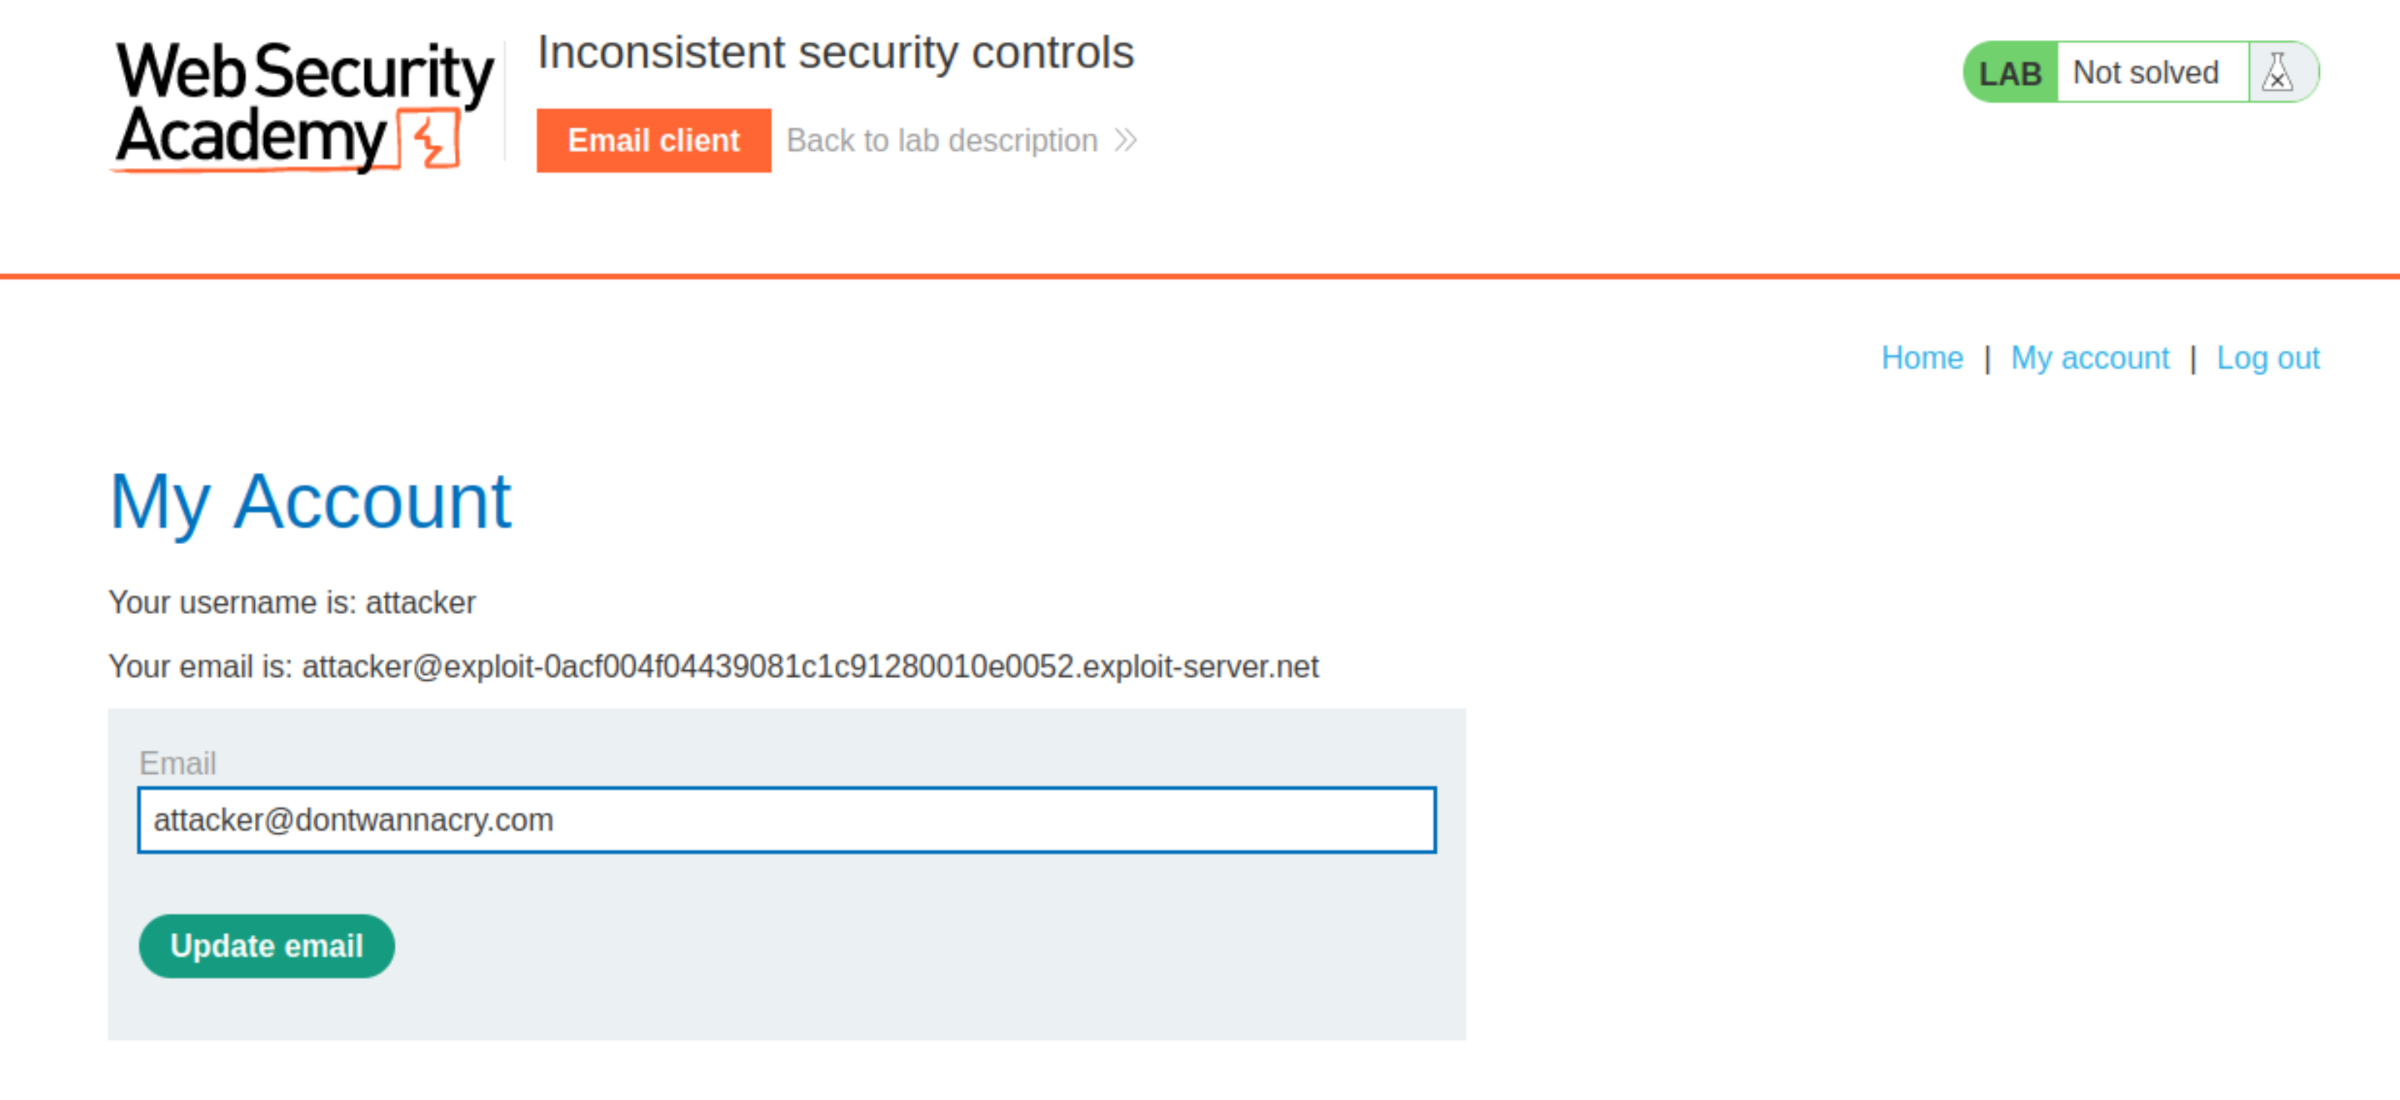 Web Security
Academy
Inconsistent security controls
Email client
Back to lab description
LAB
Not solved
Home | My account | Log out
My Account
Your username is: attacker
Your email is: attacker@exploit-0acf004f04439081c1c91280010e0052.exploit-server.net
Email
attacker@dontwannacry.com
Update email